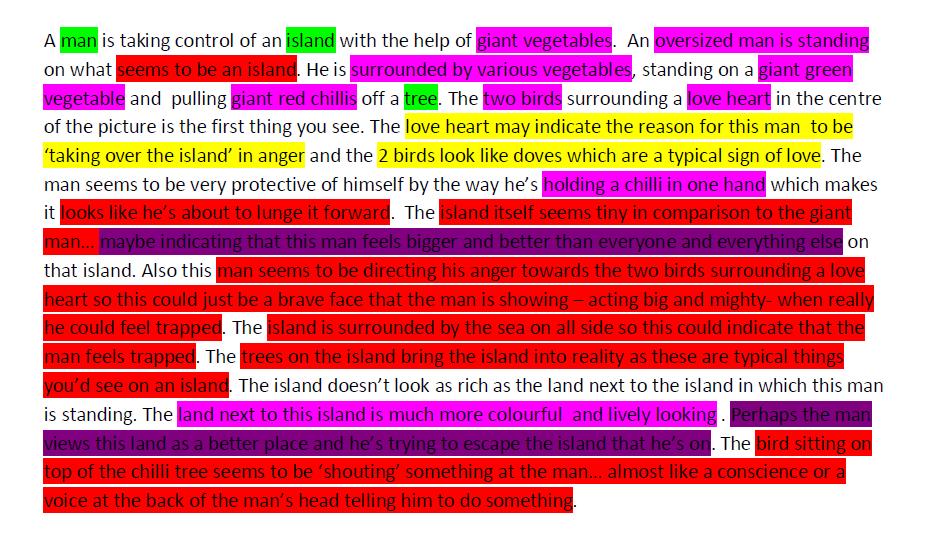 A man is taking control of an island with the help of giant vegetables.  An oversized man is standing
on what seems to be an island. He is surrounded by various vegetables, standing on a giant green
vegetable and  pulling giant red chillis off a tree. The two birds surrounding a love heart in the centre
of the picture is the first thing you see. The love heart may indicate the reason for this man  to be
‘taking over the island’ in anger and the 2 birds look like doves which are a typical sign of love. The
man seems to be very protective of himself by the way he’s holding a chilli in one hand which makes
it looks like he’s about to lunge it forward.  The island itself seems tiny in comparison to the giant
man... maybe indicating that this man feels bigger and better than everyone and everything else on
that island. Also this man seems to be directing his anger towards the two birds surrounding a love
heart so this could just be a brave face that the man is showing – acting big and mighty- when really
he could feel trapped. The island is surrounded by the sea on all side so this could indicate that the
man feels trapped. The trees on the island bring the island into reality as these are typical things
you’d see on an island. The island doesn’t look as rich as the land next to the island in which this man
is standing. The land next to this island is much more colourful  and lively looking . Perhaps the man
views this land as a better place and he’s trying to escape the island that he’s on. The bird sitting on
top of the chilli tree seems to be ‘shouting’ something at the man... almost like a conscience or a
voice at the back of the man’s head telling him to do something.